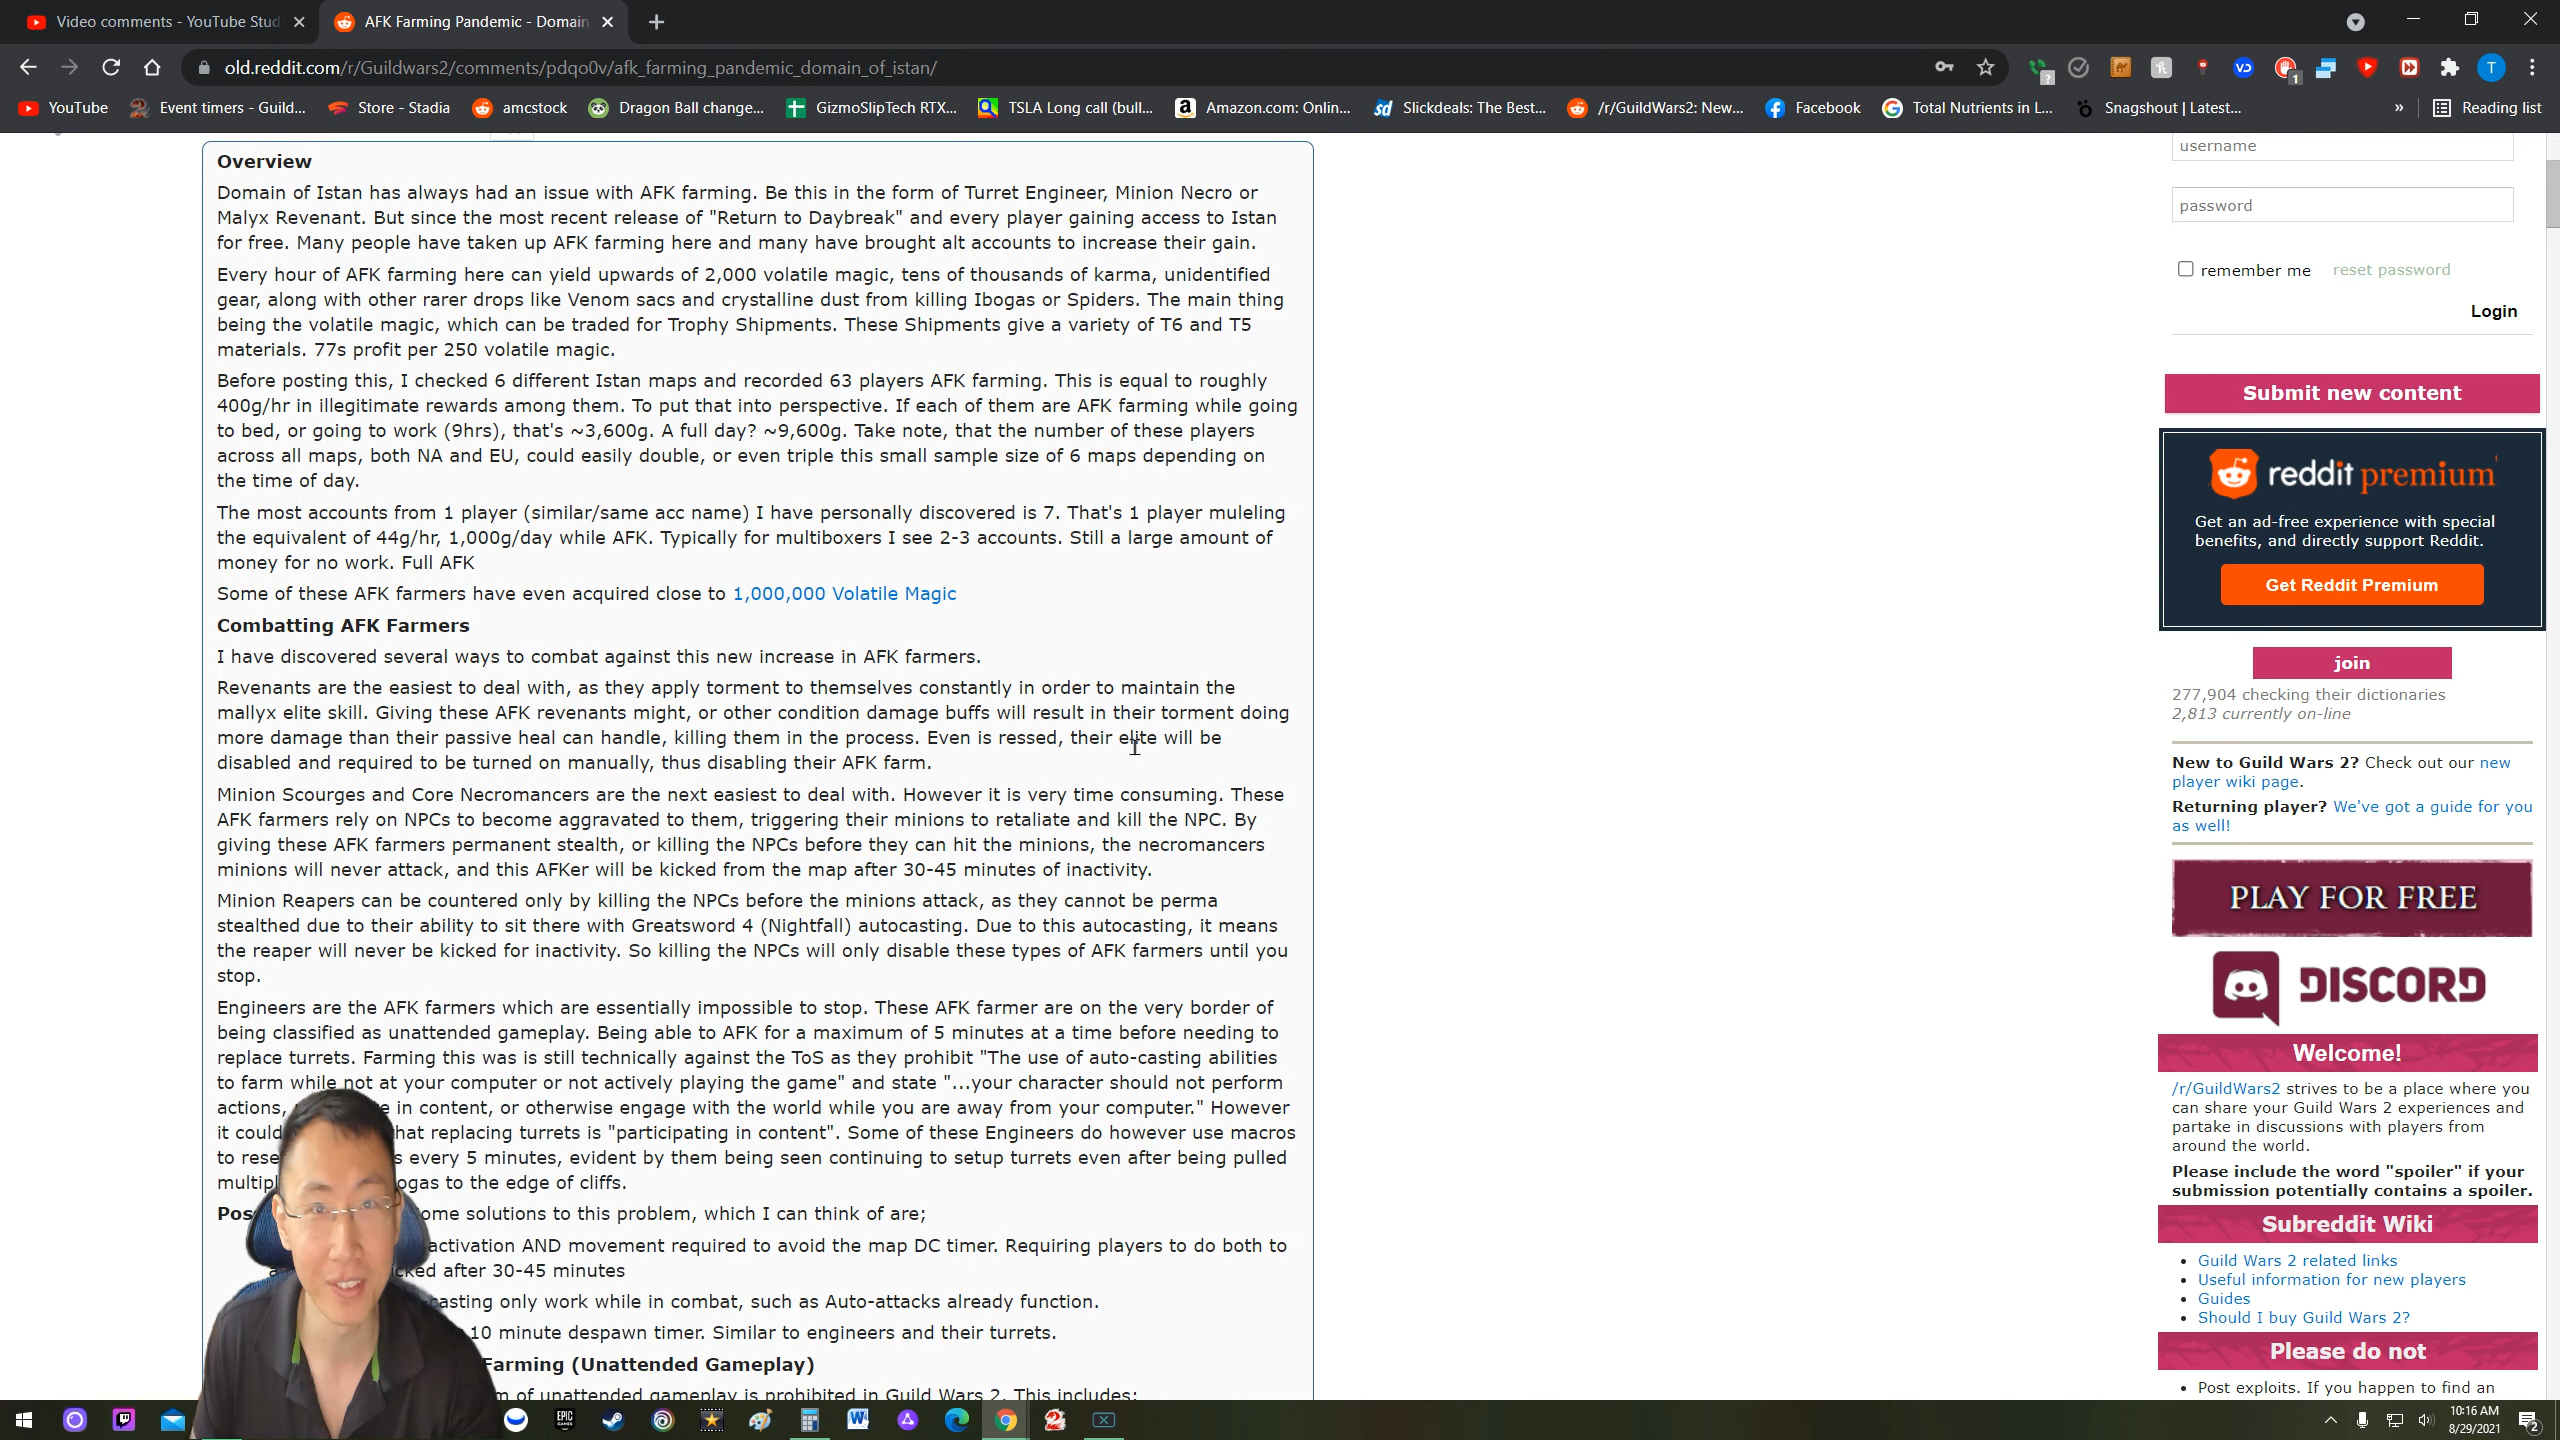 Video comments - YouTube Stud
AFK Farming Pandemic - Domain
old.reddit.com/r/Guildwars2/comments/pdqo0v/afk_farming_pandemic_domain_of_istan/
YouTube
Event timers - Guild...
Store - Stadia
amcstock
Dragon Ball change...
GizmoSlipTech RTX...
TSLA Long call (bull...
Amazon.com: Onlin...
Slickdeals: The Best...
/r/GuildWars2: New...
Facebook
Total Nutrients in L...
Snagshout | Latest...
»
Reading list
Overview
Domain of Istan has always had an issue with AFK farming. Be this in the form of Turret Engineer, Minion Necro or
Malyx Revenant. But since the most recent release of "Return to Daybreak" and every player gaining access to Istan
for free. Many people have taken up AFK farming here and many have brought alt accounts to increase their gain.
Every hour of AFK farming here can yield upwards of 2,000 volatile magic, tens of thousands of karma, unidentified
gear, along with other rarer drops like Venom sacs and crystalline dust from killing Ibogas or Spiders. The main thing
being the volatile magic, which can be traded for Trophy Shipments. These Shipments give a variety of T6 and T5
materials. 77s profit per 250 volatile magic.
Before posting this, I checked 6 different Istan maps and recorded 63 players AFK farming. This is equal to roughly
400g/hr in illegitimate rewards among them. To put that into perspective. If each of them are AFK farming while going
to bed, or going to work (9hrs), that's ~3,600g. A full day? ~9,600g. Take note, that the number of these players
across all maps, both NA and EU, could easily double, or even triple this small sample size of 6 maps depending on
the time of day.
The most accounts from 1 player (similar/same acc name) I have personally discovered is 7. That's 1 player muleling
the equivalent of 44g/hr, 1,000g/day while AFK. Typically for multiboxers I see 2-3 accounts. Still a large amount of
money for no work. Full AFK
Some of these AFK farmers have even acquired close to 1,000,000 Volatile Magic
Combatting AFK Farmers
I have discovered several ways to combat against this new increase in AFK farmers.
Revenants are the easiest to deal with, as they apply torment to themselves constantly in order to maintain the
mallyx elite skill. Giving these AFK revenants might, or other condition damage buffs will result in their torment doing
more damage than their passive heal can handle, killing them in the process. Even is ressed, their elite will be
disabled and required to be turned on manually, thus disabling their AFK farm.
Minion Scourges and Core Necromancers are the next easiest to deal with. However it is very time consuming. These
AFK farmers rely on NPCs to become aggravated to them, triggering their minions to retaliate and kill the NPC. By
giving these AFK farmers permanent stealth, or killing the NPCs before they can hit the minions, the necromancers
minions will never attack, and this AFKer will be kicked from the map after 30-45 minutes of inactivity.
Minion Reapers can be countered only by killing the NPCs before the minions attack, as they cannot be perma
stealthed due to their ability to sit there with Greatsword 4 (Nightfall) autocasting. Due to this autocasting, it means
the reaper will never be kicked for inactivity. So killing the NPCs will only disable these types of AFK farmers until you
stop.
Engineers are the AFK farmers which are essentially impossible to stop. These AFK farmer are on the very border of
being classified as unattended gameplay. Being able to AFK for a maximum of 5 minutes at a time before needing to
replace turrets. Farming this was is still technically against the ToS as they prohibit "The use of auto-casting abilities
to farm while not at your computer or not actively playing the game" and state "...your character should not perform
actions, in content, or otherwise engage with the world while you are away from your computer." However
it could hat replacing turrets is "participating in content". Some of these Engineers do however use macros
to rese s every 5 minutes, evident by them being seen continuing to setup turrets even after being pulled
multipl ogas to the edge of cliffs.
Pos ome solutions to this problem, which I can think of are;
activation AND movement required to avoid the map DC timer. Requiring players to do both to
a icked after 30-45 minutes
casting only work while in combat, such as Auto-attacks already function.
10 minute despawn timer. Similar to engineers and their turrets.
Farming (Unattended Gameplay)
m of unattended gameplay is prohibited in Guild Wars 2. This includes:
username
password
remember me
reset password
Login
Submit new content
reddit premium
Get an ad-free experience with special
benefits, and directly support Reddit.
Get Reddit Premium
join
277,904 checking their dictionaries
2,813 currently on-line
New to Guild Wars 2? Check out our new
player wiki page.
Returning player? We've got a guide for you
as well!
PLAY FOR FREE
DISCORD
Welcome!
/r/GuildWars2 strives to be a place where you
can share your Guild Wars 2 experiences and
partake in discussions with players from
around the world.
Please include the word "spoiler" if your
submission potentially contains a spoiler.
Subreddit Wiki
Guild Wars 2 related links
Useful information for new players
Guides
Should I buy Guild Wars 2?
Please do not
Post exploits. If you happen to find an
10:16 AM
8/29/2021